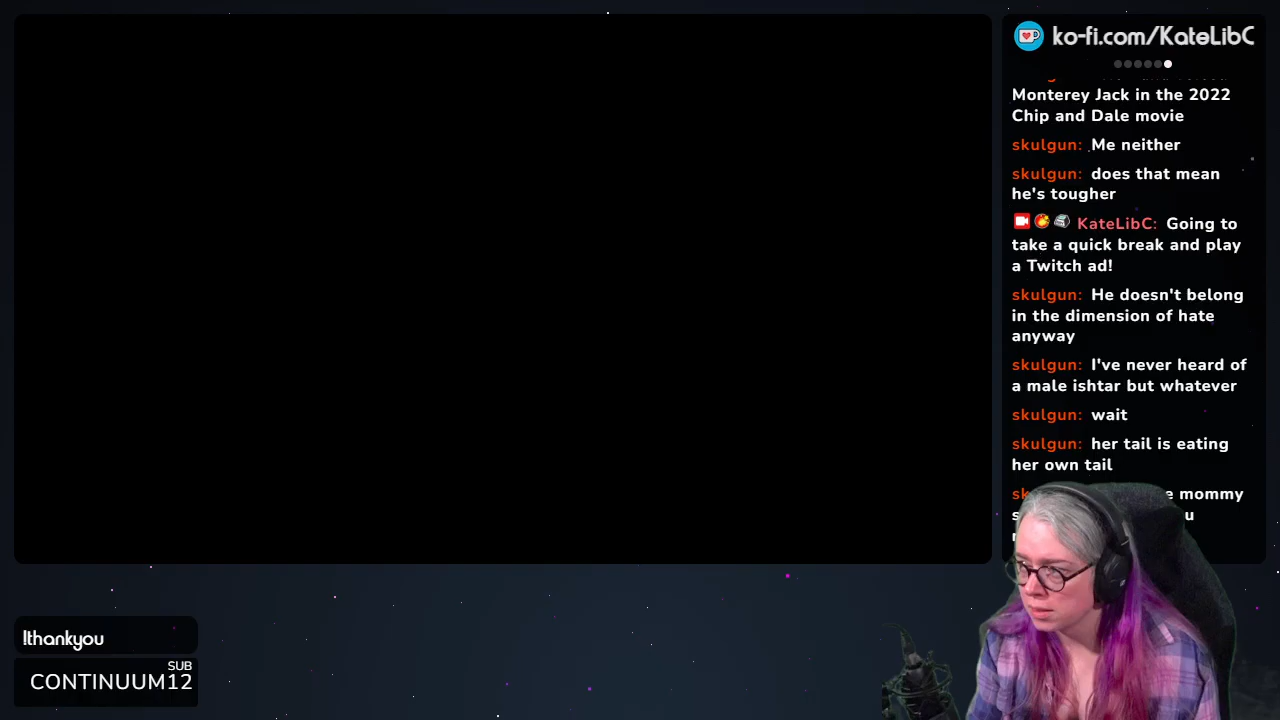 ko-fi.com/KateLibC
Monterey Jack in the 2022
Chip and Dale movie
skulgun: Me neither
skulgun: does that mean
he's tougher
KateLibC: Going to
take a quick break and play
a Twitch ad!
skulgun: He doesn't belong
in the dimension of hate
anyway
skulgun: I've never heard of
a male ishtar but whatever
skulgun: wait
skulgun: her tail is eating
her own tail
mommy
!thankyou
SUB
CONTINUUM12